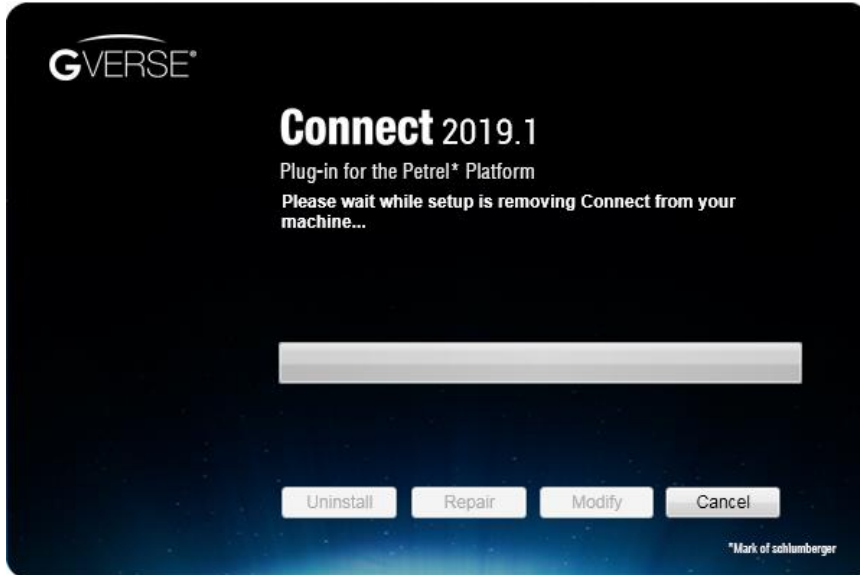 GVERSE®
Connect 2019.1
Plug-in for the Petrel* Platform
Please wait while setup is removing Connect from your
machine...
Uninstall Repair Modify Cancel
*Mark of schlumberger